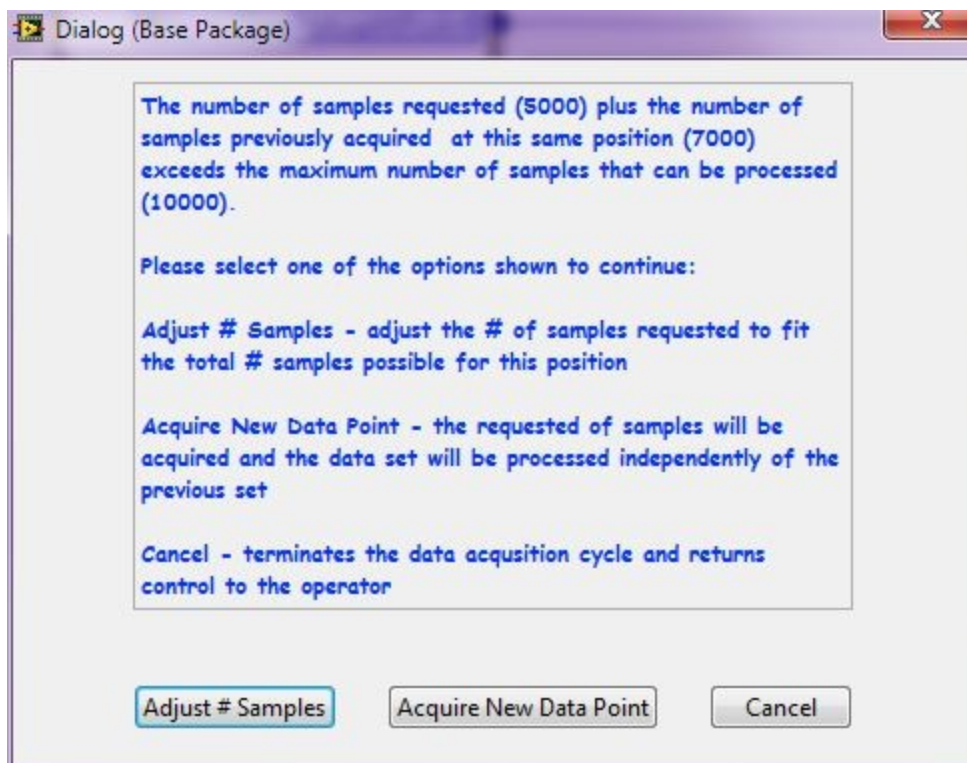 Dialog (Base Package)
The number of samples requested (5000) plus the number of
samples previously acquired at this same position (7000)
exceeds the maximum number of samples that can be processed
(10000).
Please select one of the options shown to continue:
Adjust # Samples - adjust the # of samples requested to fit
the total # samples possible for this position
Acquire New Data Point - the requested of samples will be
acquired and the data set will be processed independently of the
previous set
Cancel - terminates the data acqusition cycle and returns
control to the operator
Adjust # Samples
Acquire New Data Point
Cancel